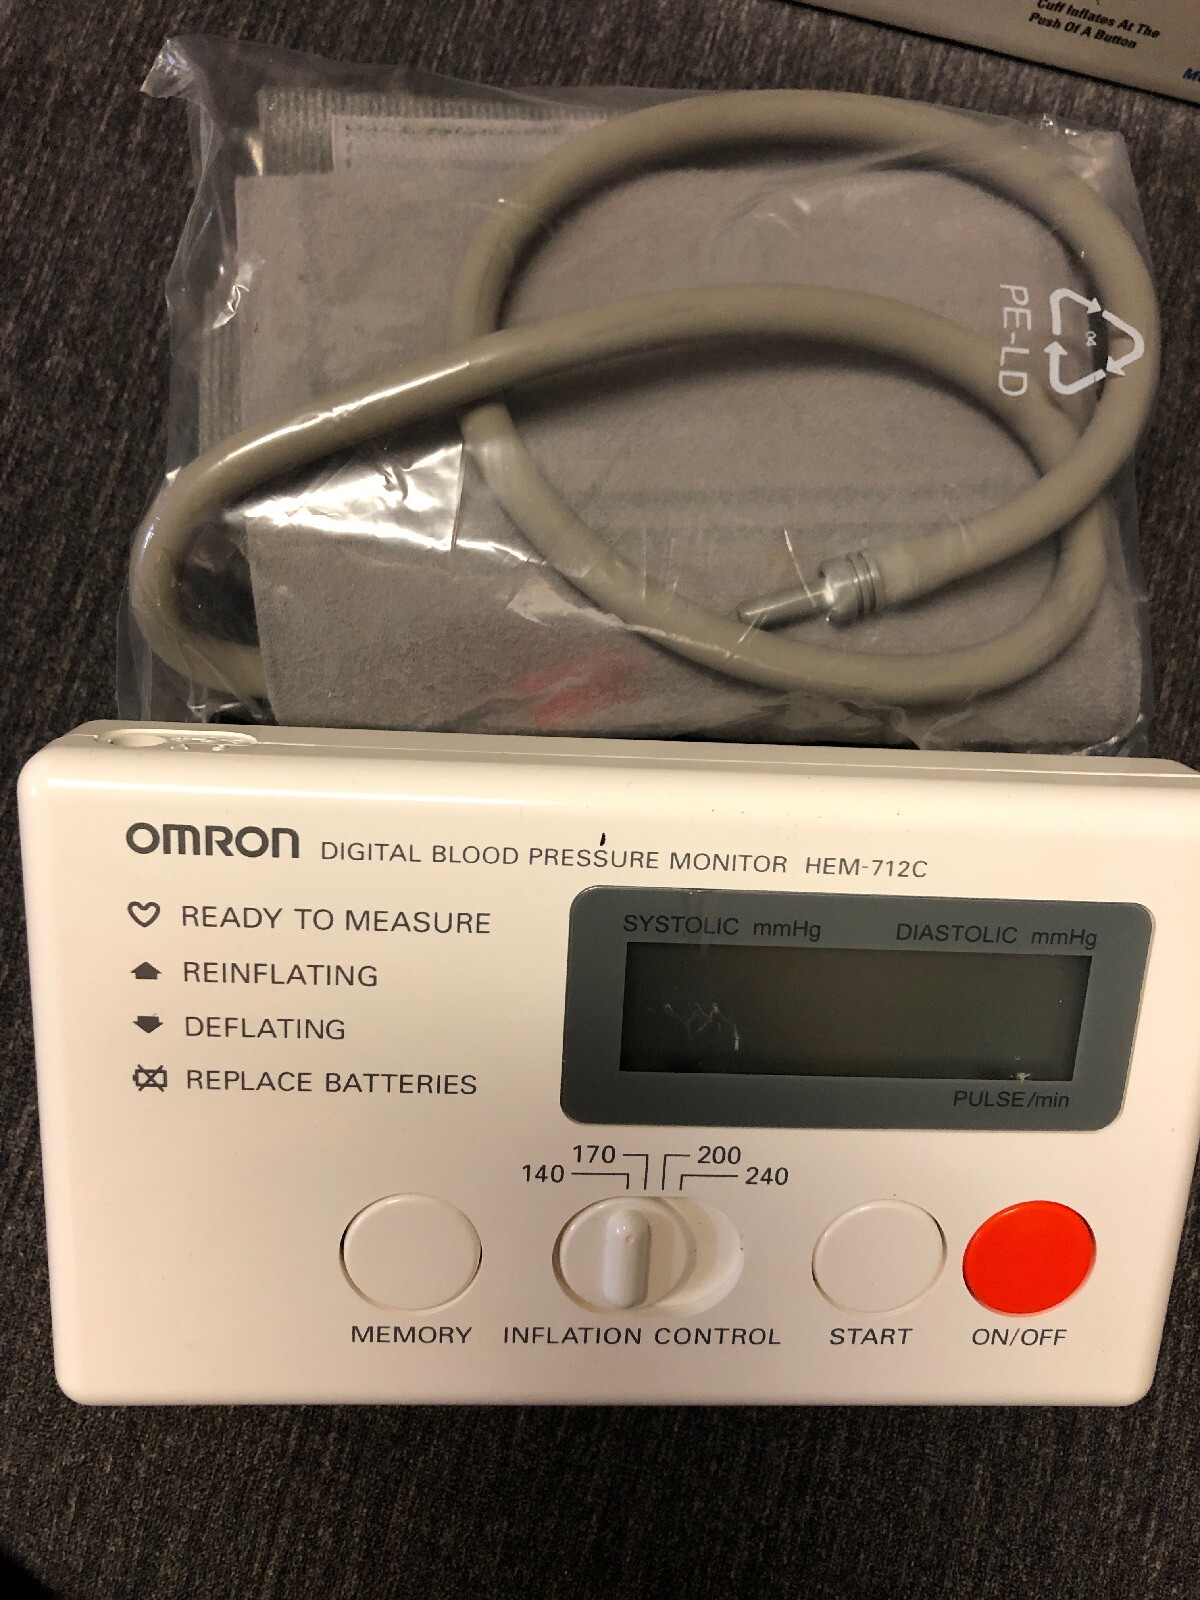 Cuff Inflates At The
Push Of A Button
PE-LD
04
OMRON DIGITAL BLOOD PRESSURE MONITOR HEM-712C
READY TO MEASURE
REINFLATING
DEFLATING
REPLACE BATTERIES
SYSTOLIC mmHg DIASTOLIC mmHg
PULSE/min
170 200
140 240
MEMORY INFLATION CONTROL START ON/OFF